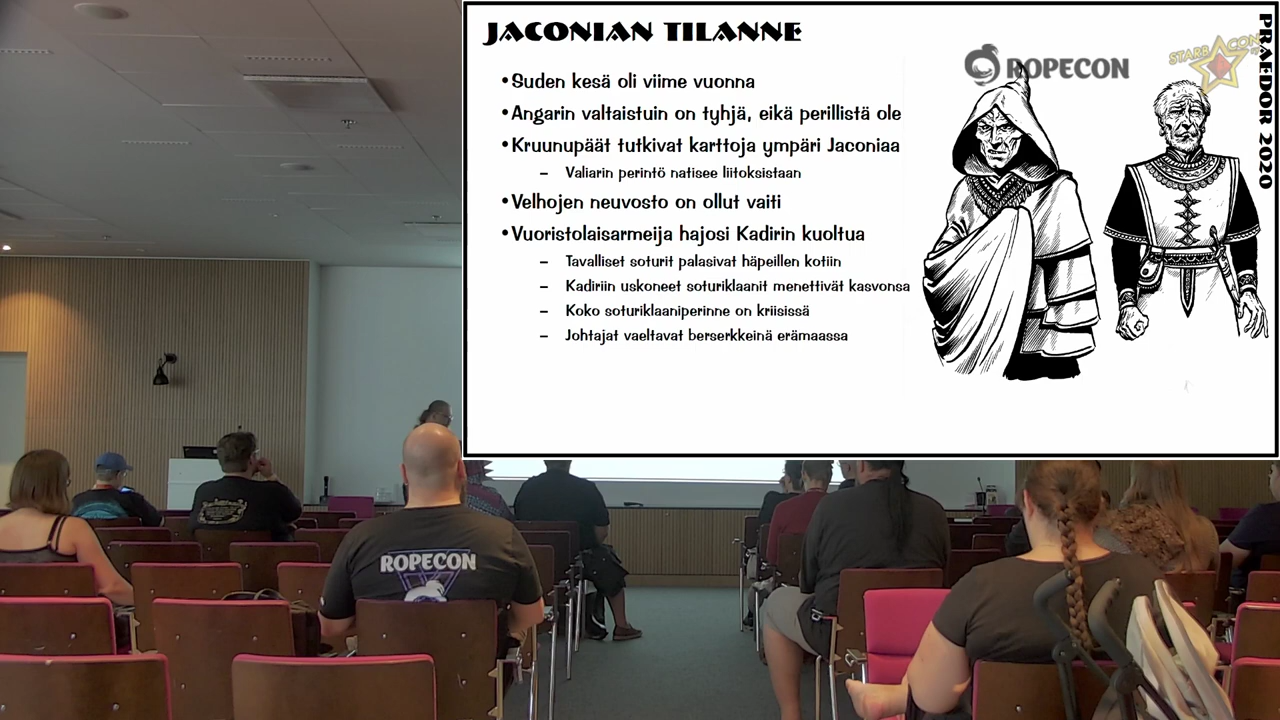 JACONIAN TILANNE
• Suden kesä oli viime vuonna
• Angarin valtaistuin on tyhjä, eikä perillistä ole
• Kruunupäät tutkivat karttoja ympäri Jaconiaa
– Valiarin perintö natisee liitoksistaan
• Velhojen neuvosto on ollut vaiti
• Vuoristolaisarmeija hajosi Kadirin kuoltua
– Tavalliset soturit palasivat häpeillen kotiin
– Kadiriin uskoneet soturiklaanit menettivät kasvonsa
– Koko soturiklaaniperinne on kriisissä
– Johtajat vaeltavat berserkkeinä erämaassa
ROPECON
STARBACON
PRAEDOR 2020
ROPECON